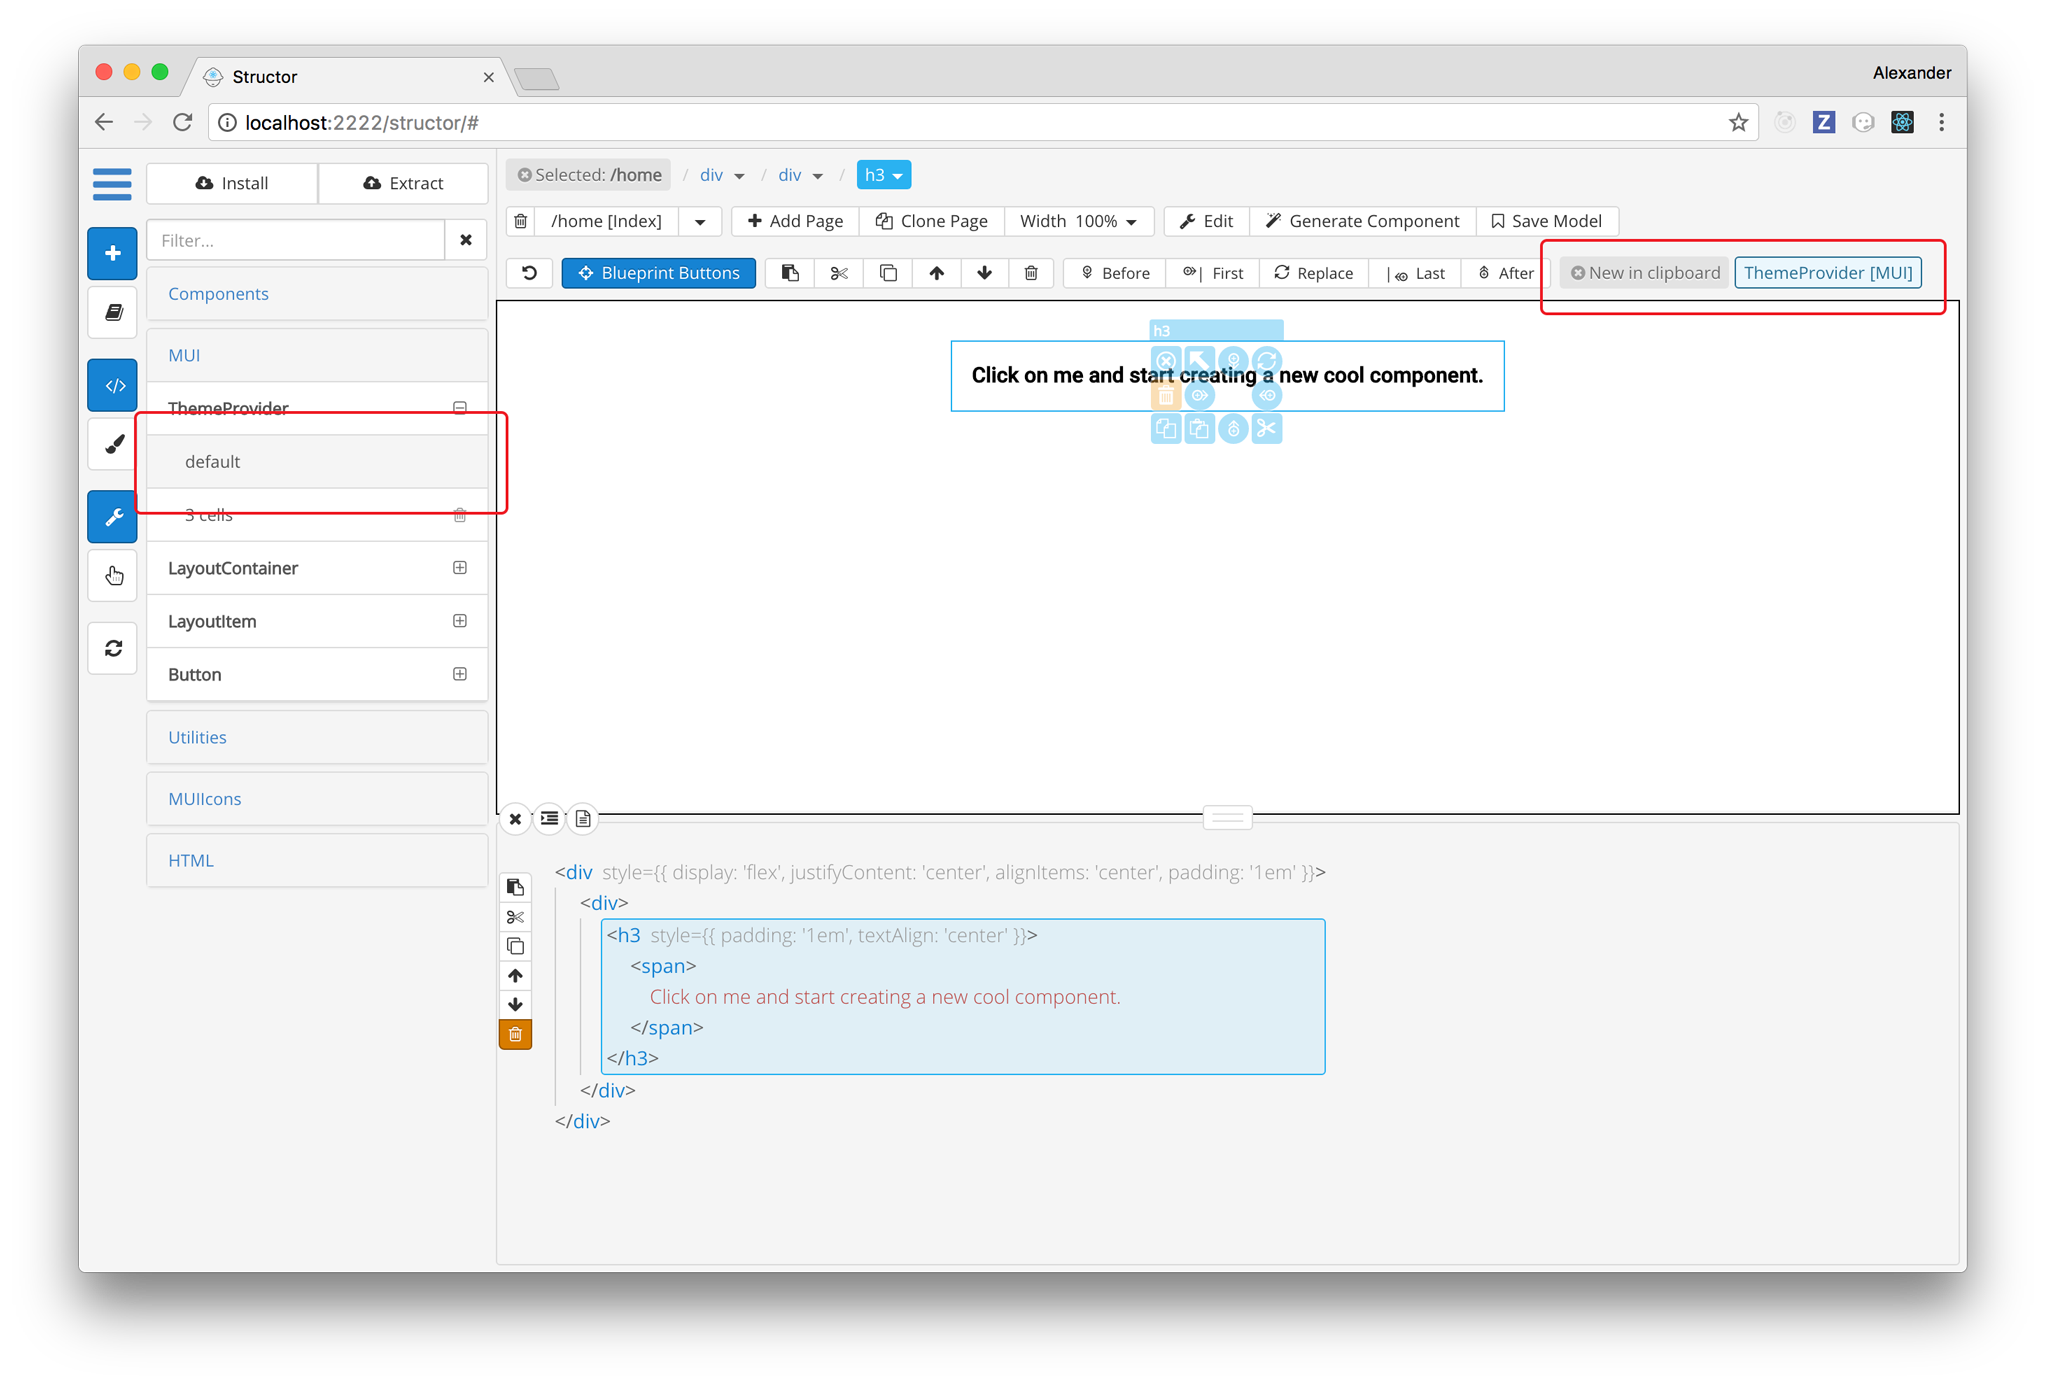 Structor
Alexander
localhost:2222/structor/#
Install
Extract
Selected: /home / div / div / h3
/home [Index]
Add Page
Clone Page
Width 100%
Edit
Generate Component
Save Model
Filter...
Blueprint Buttons
Before
First
Replace
Last
After
New in clipboard
ThemeProvider [MUI]
Components
MUI
ThemeProvider
default
3 cells
LayoutContainer
LayoutItem
Button
Utilities
MUIIcons
HTML
h3
Click on me and start creating a new cool component.
<div style={{ display: 'flex', justifyContent: 'center', alignItems: 'center', padding: '1em' }}>
<div>
<h3 style={{ padding: '1em', textAlign: 'center' }}>
<span>
Click on me and start creating a new cool component.
</span>
</h3>
</div>
</div>